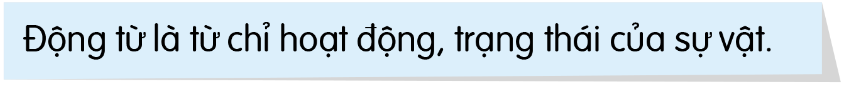 Động từ là từ chỉ hoạt động, trạng thái của sự vật.